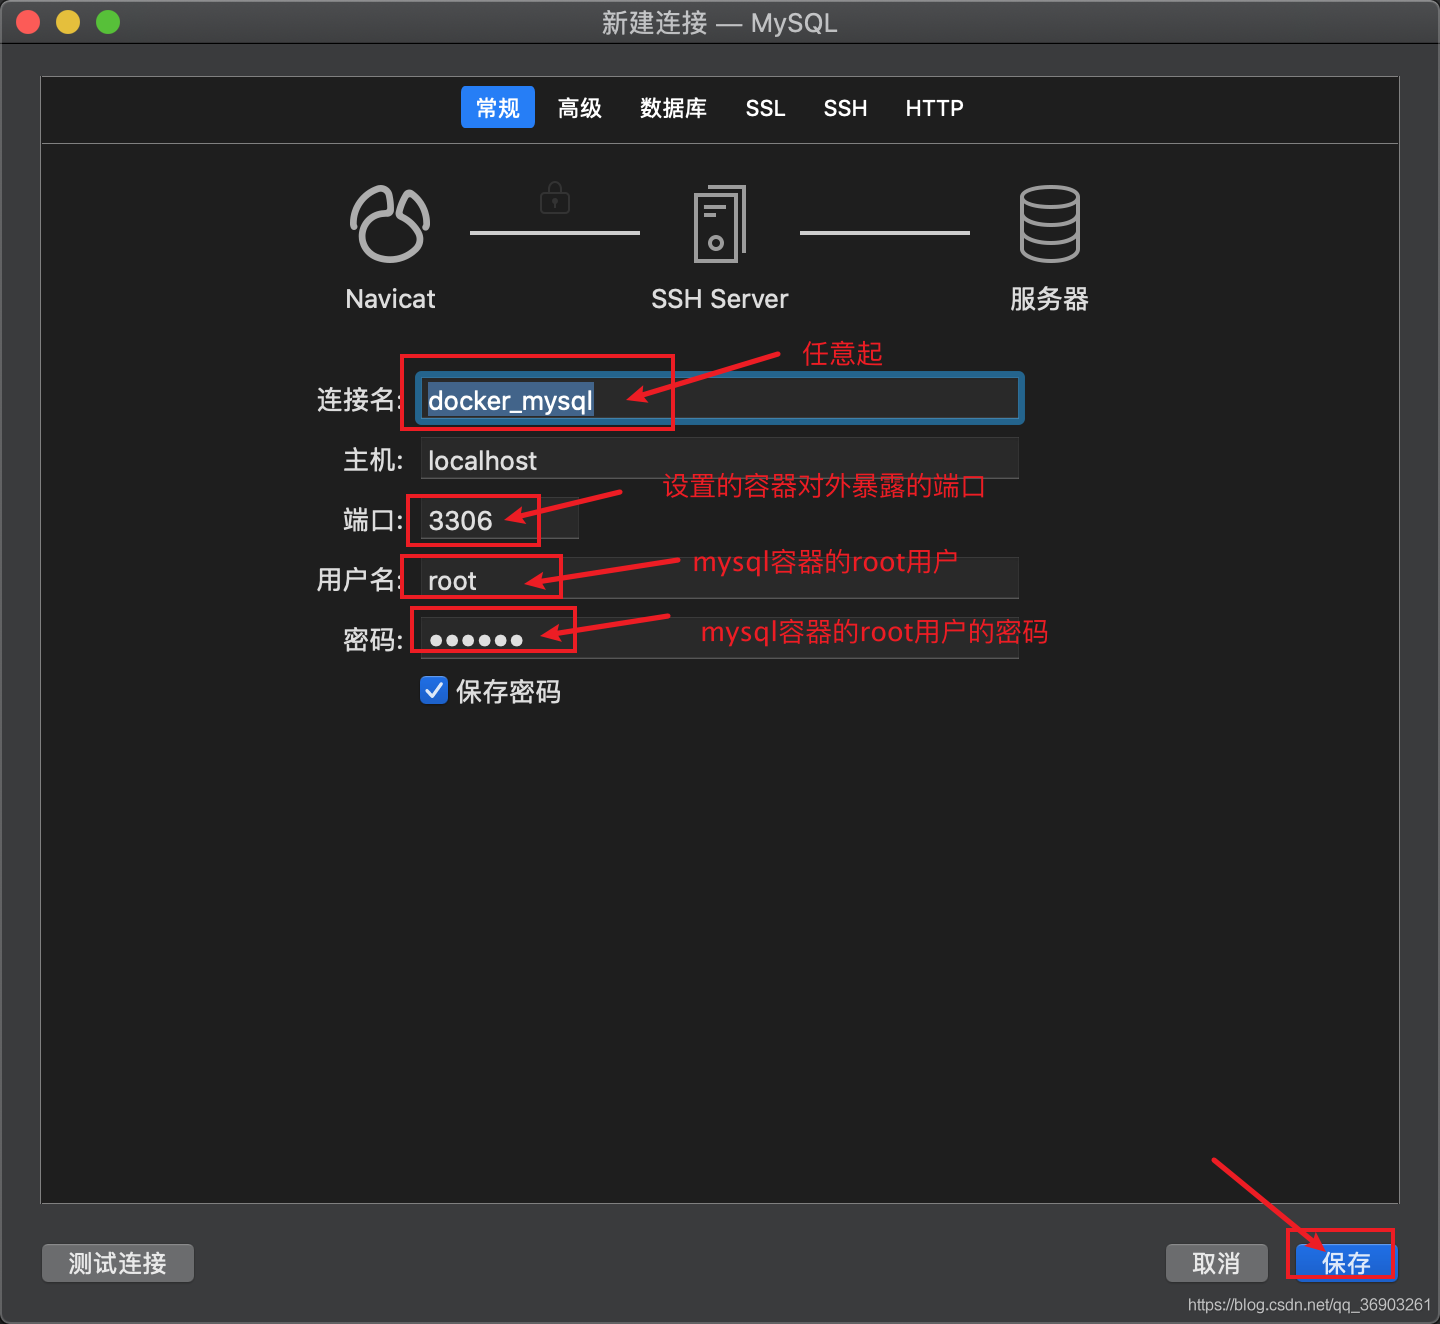 新建连接 — MySQL
常规 高级 数据库 SSL SSH HTTP
Navicat SSH Server 服务器
任意起
连接名: docker_mysql
主机: localhost
设置的容器对外暴露的端口
端口: 3306
mysql容器的root用户
用户名: root
mysql容器的root用户的密码
密码: ●●●●●●
保存密码
测试连接 取消 保存
https://blog.csdn.net/qq_36903261